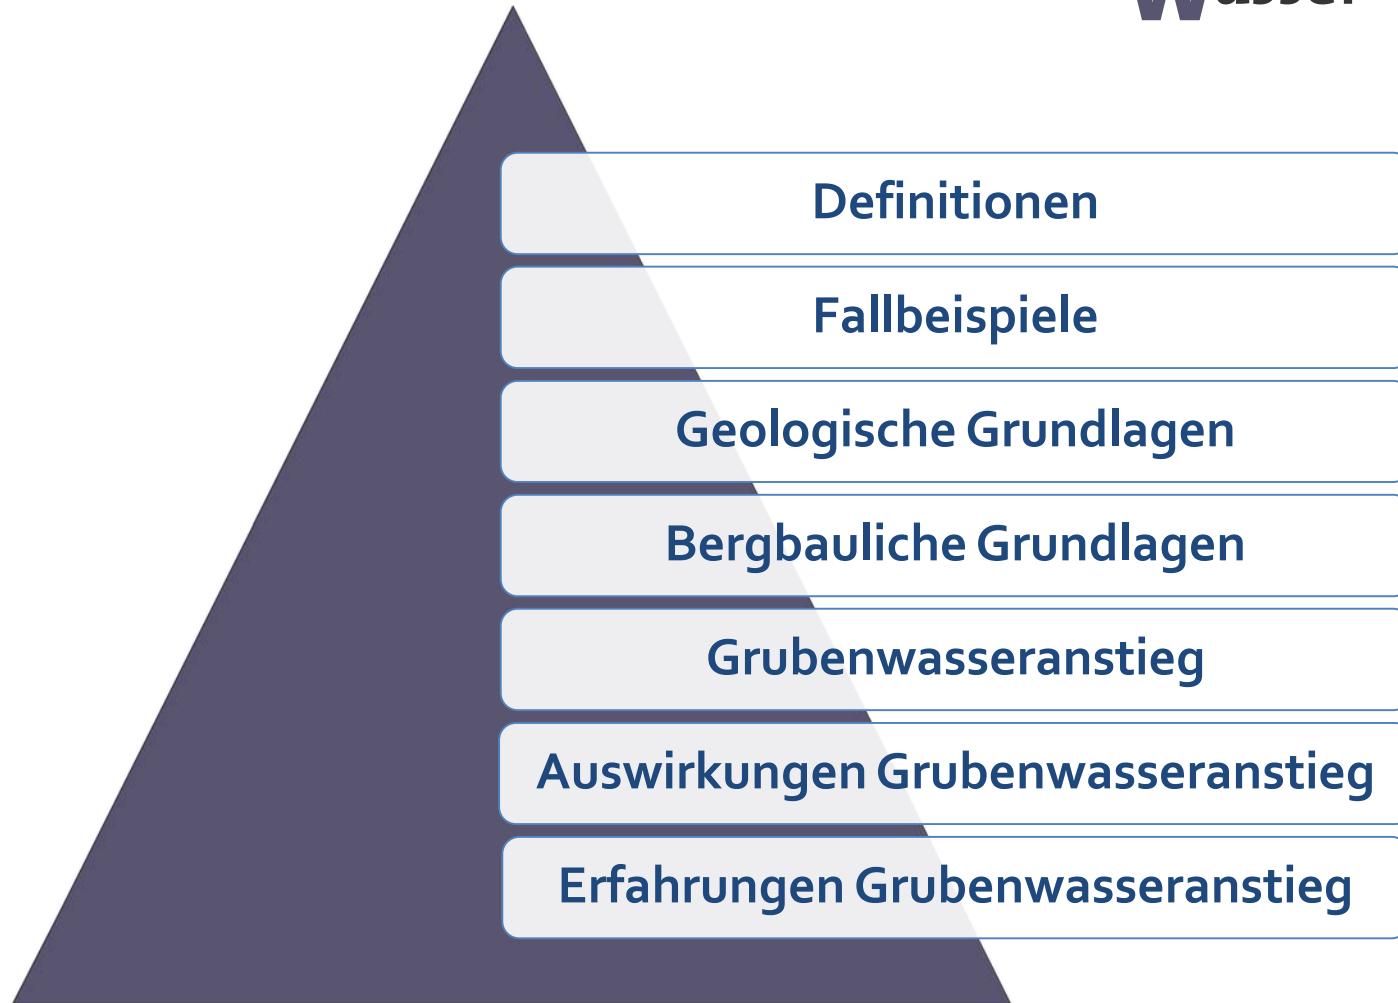 Definitionen
Fallbeispiele
Geologische Grundlagen
Bergbauliche Grundlagen
Grubenwasseranstieg
Auswirkungen Grubenwasseranstieg
Erfahrungen Grubenwasseranstieg